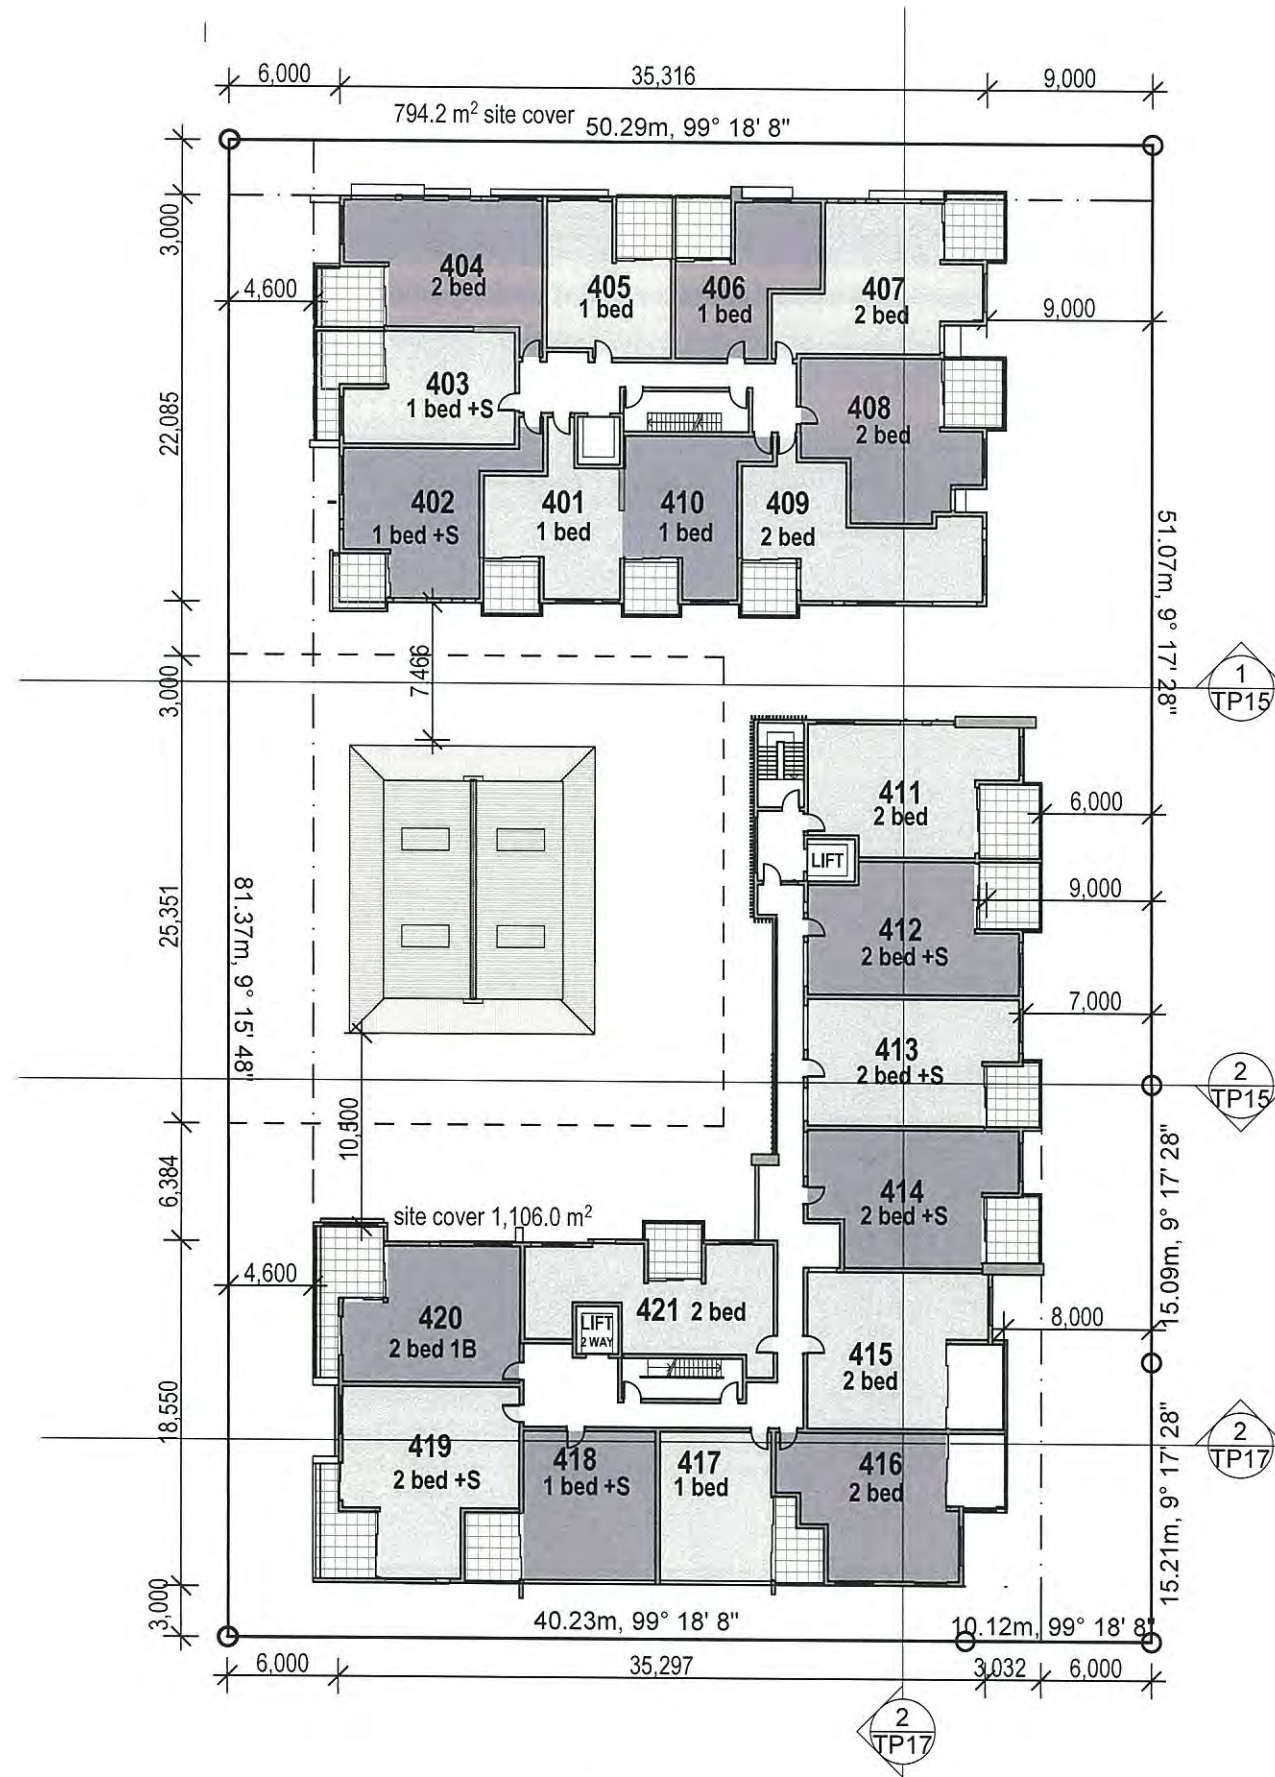 6,000
35,316
9,000
794.2 m² site cover
50.29m, 99° 18' 8"
3,000
4,600
404
2 bed
405
1 bed
406
1 bed
407
2 bed
9,000
403
1 bed +S
408
2 bed
22,085
402
1 bed +S
401
1 bed
410
1 bed
409
2 bed
51.07m, 9° 17' 28"
3,000
7,466
1
TP15
411
2 bed
6,000
LIFT
9,000
25,351
81.37m, 9° 15' 48"
412
2 bed +S
7,000
413
2 bed +S
2
TP15
10,500
6,384
414
2 bed +S
15.09m, 9° 17' 28"
site cover 1,106.0 m²
4,600
420
2 bed 1B
LIFT
2 WAY
421 2 bed
8,000
415
2 bed
18,550
419
2 bed +S
418
1 bed +S
417
1 bed
416
2 bed
2
TP17
15.21m, 9° 17' 28"
3,000
40.23m, 99° 18' 8"
10.12m, 99° 18' 8"
6,000
35,297
3,032
6,000
2
TP17